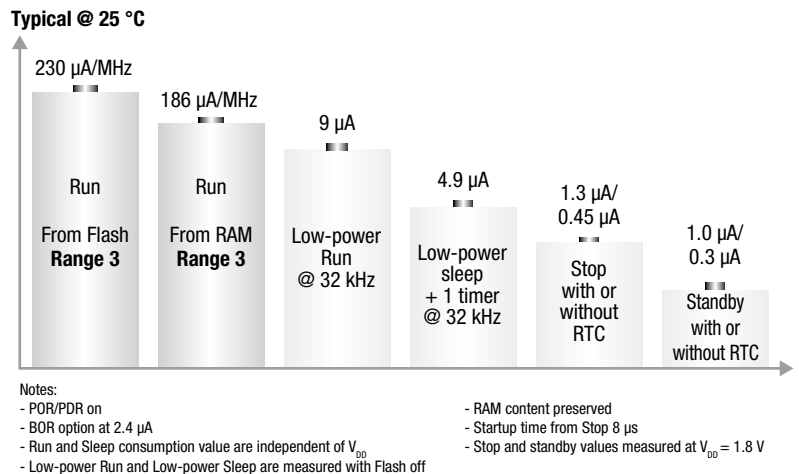 Typical @ 25 °C
230 µA/MHz
Run
From Flash
Range 3
186 µA/MHz
Run
From RAM
Range 3
9 µA
Low-power
Run
@ 32 kHz
4.9 µA
Low-power
sleep
+ 1 timer
@ 32 kHz
1.3 µA/
0.45 µA
Stop
with or
without
RTC
1.0 µA/
0.3 µA
Standby
with or
without RTC
Notes:
- POR/PDR on
- BOR option at 2.4 µA
- Run and Sleep consumption value are independent of VDD
- Low-power Run and Low-power Sleep are measured with Flash off
- RAM content preserved
- Startup time from Stop 8 µs
- Stop and standby values measured at VDD = 1.8 V